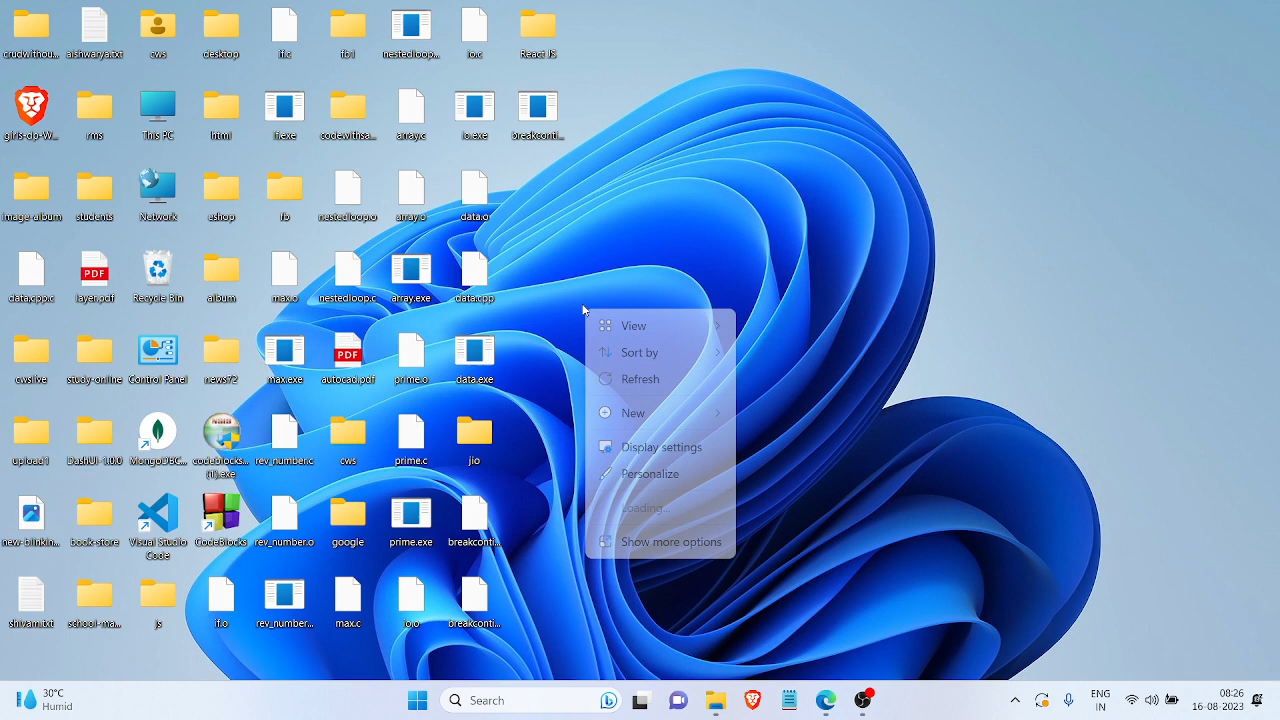 crudwithou... aishwarya.txt cws desktop if.c fb1 nestedloop... io.c React JS
girls-dp-W... rms This PC html if.exe codewithsa... array.c io.exe breakconti...
image-album students Network eshop fb nestedloop.o array.o data.o
data.cpp.c layer.pdf Recycle Bin album max.o nestedloop.c array.exe data.cpp
PDF
View
Sort by
cwslive study-online Control Panel news72 max.exe autocad.pdf prime.o data.exe
PDF
Refresh
New
upload1 DashUI-1.0.0 MongoDBC... codeblocks... rev_number.c cws prime.c jio
(1).exe
Display settings
Personalize
Loading...
new-blinkin... book-store Visual Studio CodeBlocks rev_number.o google prime.exe breakconti...
Code
Show more options
shivam.txt school-ma... js if.o rev_number... max.c io.o breakconti...
30°C
Humid
Search
ENG
IN
08:26
16-08-2023